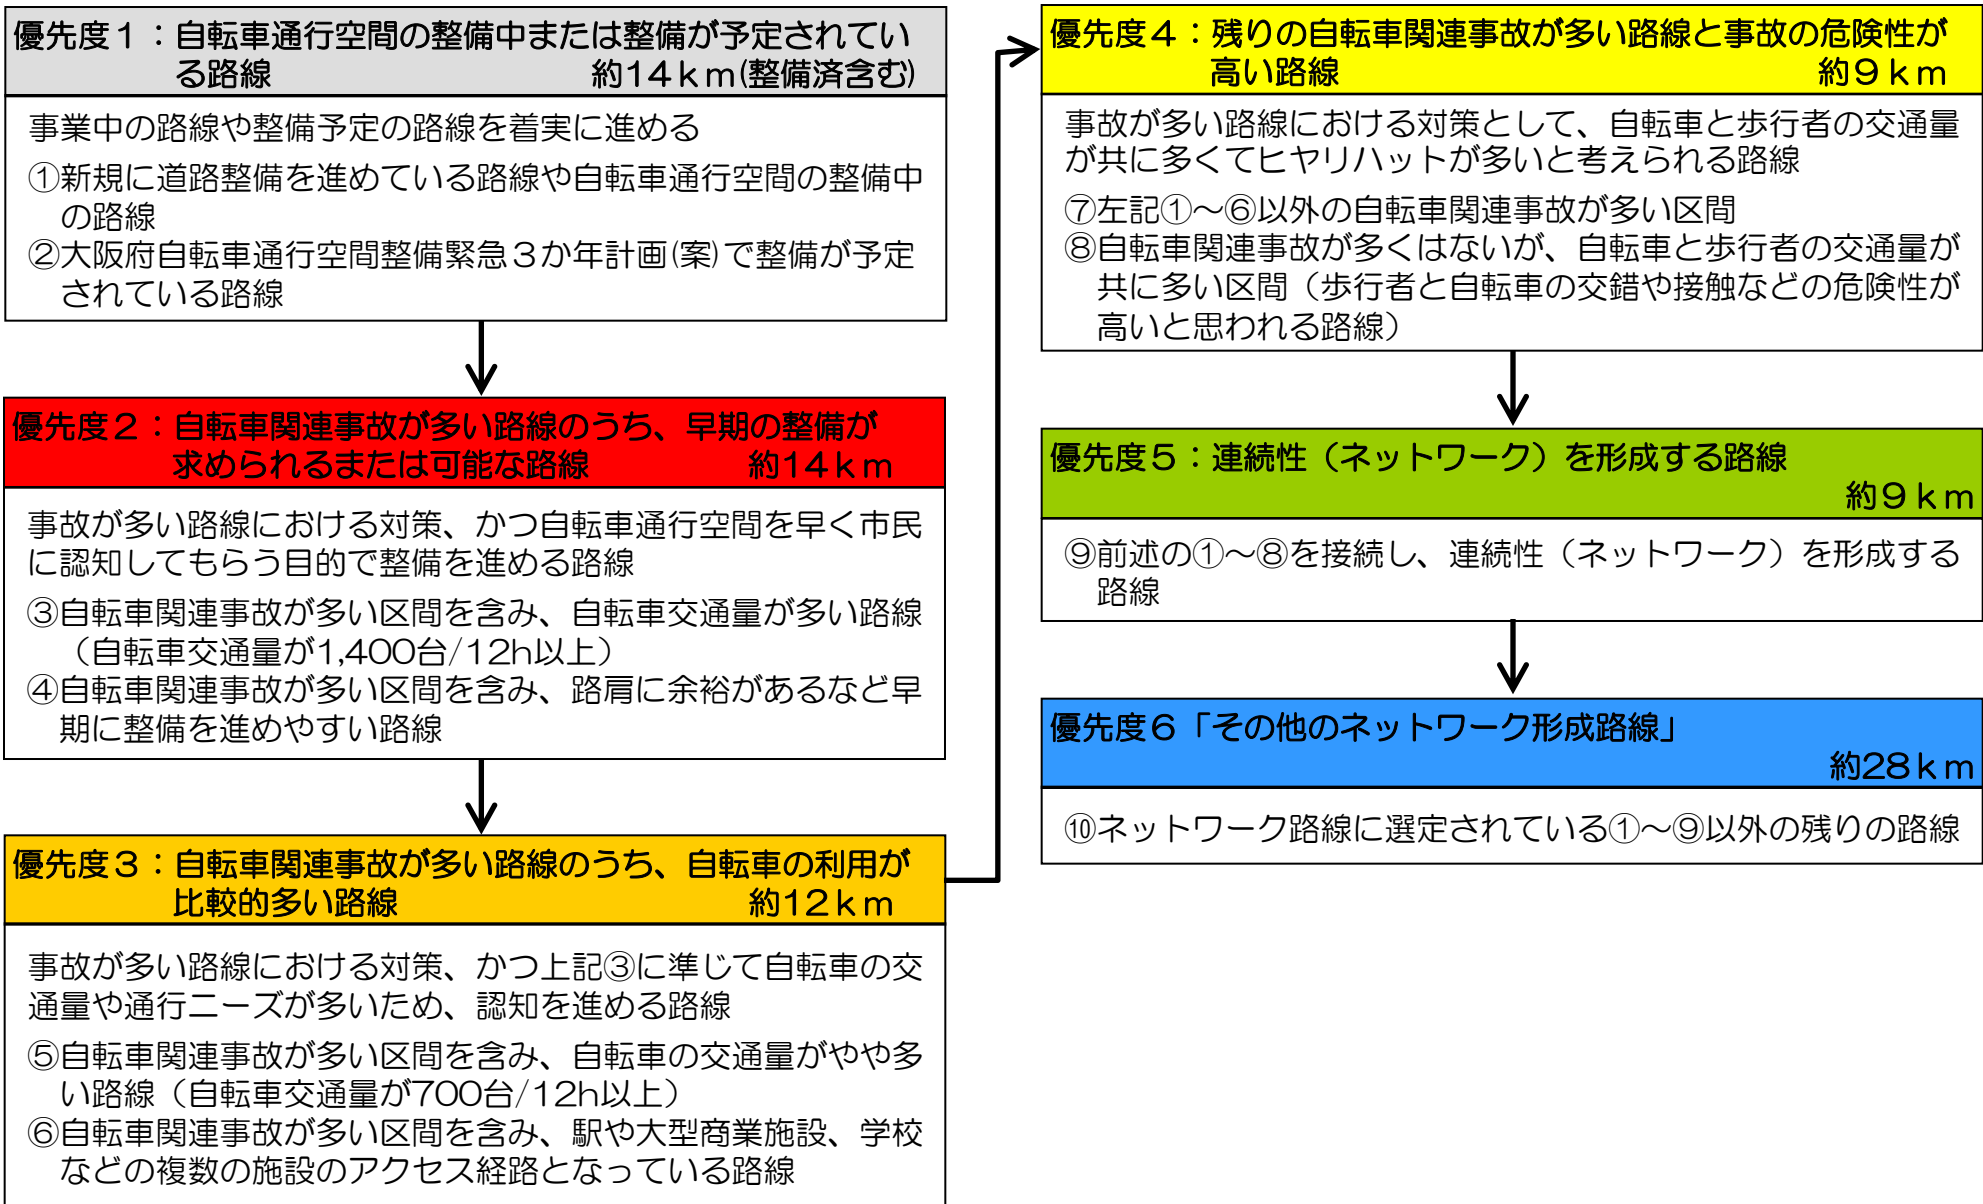 優先度1：自転車通行空間の整備中または整備が予定されてい
る路線 約14km(整備済含む)
事業中の路線や整備予定の路線を着実に進める
①新規に道路整備を進めている路線や自転車通行空間の整備中
の路線
②大阪府自転車通行空間整備緊急3か年計画(案)で整備が予定
されている路線
優先度2：自転車関連事故が多い路線のうち、早期の整備が
求められるまたは可能な路線 約14km
事故が多い路線における対策、かつ自転車通行空間を早く市民
に認知してもらう目的で整備を進める路線
③自転車関連事故が多い区間を含み、自転車交通量が多い路線
（自転車交通量が1,400台/12h以上）
④自転車関連事故が多い区間を含み、路肩に余裕があるなど早
期に整備を進めやすい路線
優先度3：自転車関連事故が多い路線のうち、自転車の利用が
比較的多い路線 約12km
事故が多い路線における対策、かつ上記③に準じて自転車の交
通量や通行ニーズが多いため、認知を進める路線
⑤自転車関連事故が多い区間を含み、自転車の交通量がやや多
い路線（自転車交通量が700台/12h以上）
⑥自転車関連事故が多い区間を含み、駅や大型商業施設、学校
などの複数の施設のアクセス経路となっている路線
優先度4：残りの自転車関連事故が多い路線と事故の危険性が
高い路線 約9km
事故が多い路線における対策として、自転車と歩行者の交通量
が共に多くてヒヤリハットが多いと考えられる路線
⑦左記①～⑥以外の自転車関連事故が多い区間
⑧自転車関連事故が多くはないが、自転車と歩行者の交通量が
共に多い区間（歩行者と自転車の交錯や接触などの危険性が
高いと思われる路線）
優先度5：連続性（ネットワーク）を形成する路線
約9km
⑨前述の①～⑧を接続し、連続性（ネットワーク）を形成する
路線
優先度6「その他のネットワーク形成路線」
約28km
⑩ネットワーク路線に選定されている①～⑨以外の残りの路線